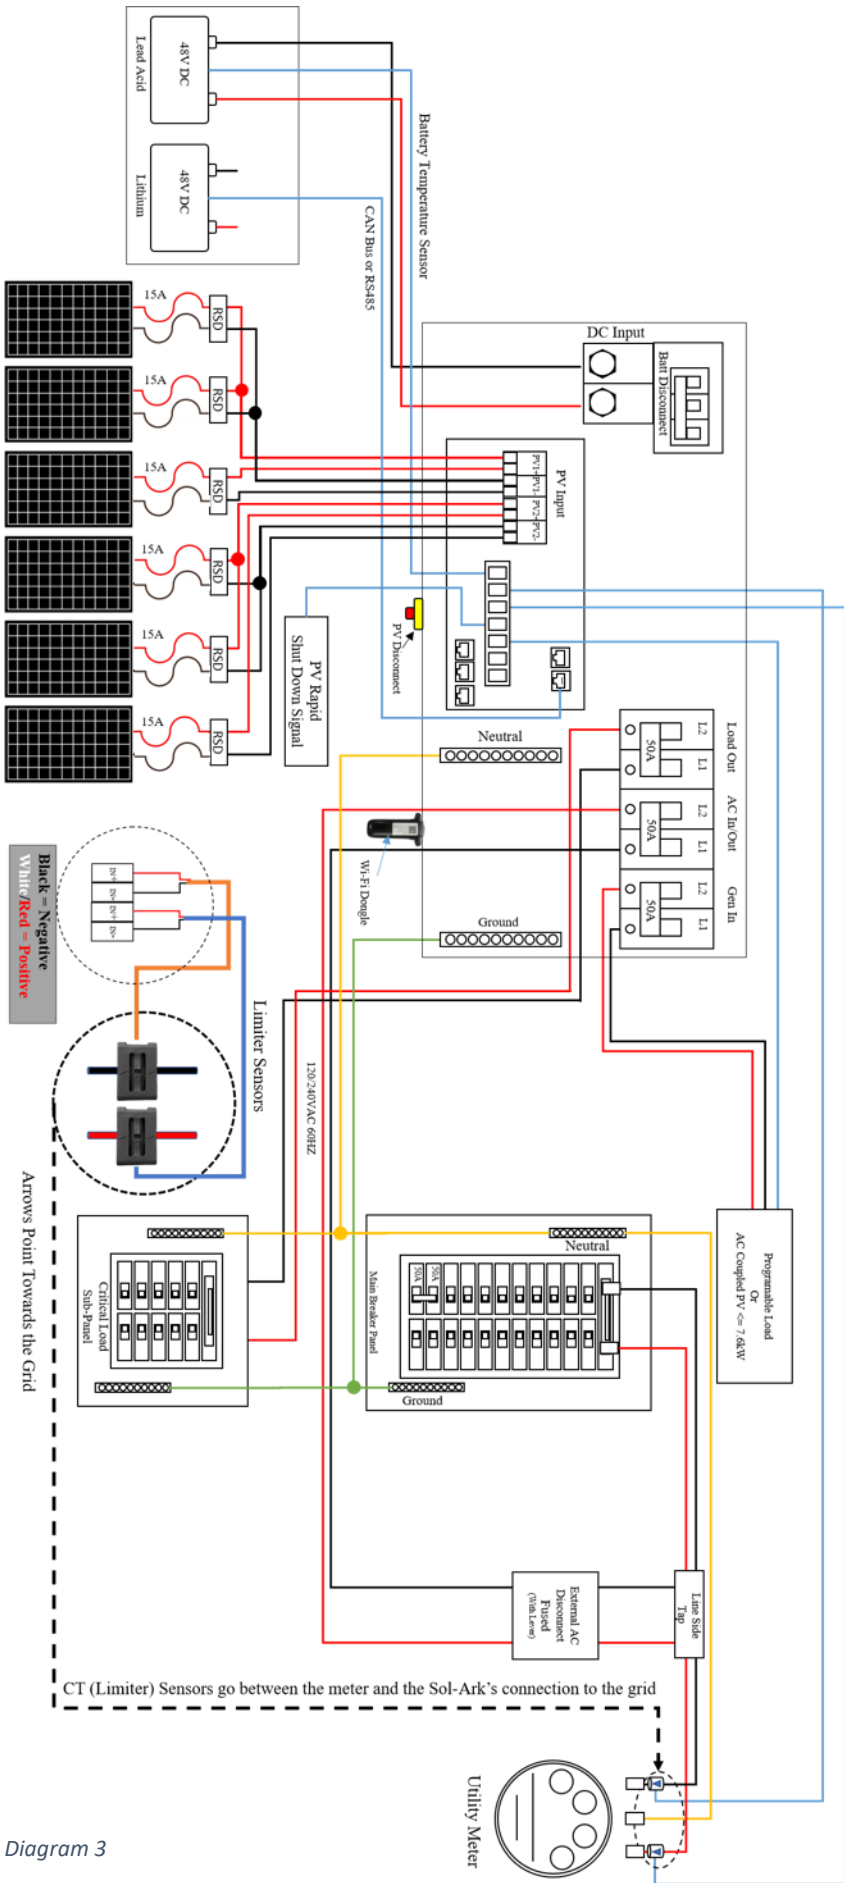 48V DC
Lead Acid
48V DC
Lithium
Battery Temperature Sensor
CAN Bus or RS485
15A
RSD
15A
RSD
15A
RSD
15A
RSD
15A
RSD
15A
RSD
DC Input
Batt Disconnect
PV Input
PV1+
PV1-
PV2+
PV2-
PV Disconnect
PV Rapid
Shut Down Signal
Neutral
Load Out
L2
L1
50A
AC In/Out
L2
L1
50A
Gen In
L2
L1
50A
Wi-Fi Dongle
Ground
IN+
IN-
IN+
IN-
Black = Negative
White/Red = Positive
Limiter Sensors
120/240VAC 60HZ
Arrows Point Towards the Grid
Critical Load
Sub-Panel
Neutral
Main Breaker Panel
50A
50A
Ground
Programable Load
Or
AC Coupled PV <= 7.6kW
External AC
Disconnect
Fused
(With Lever)
Line Side
Tap
CT (Limiter) Sensors go between the meter and the Sol-Ark's connection to the grid
Utility Meter
Diagram 3